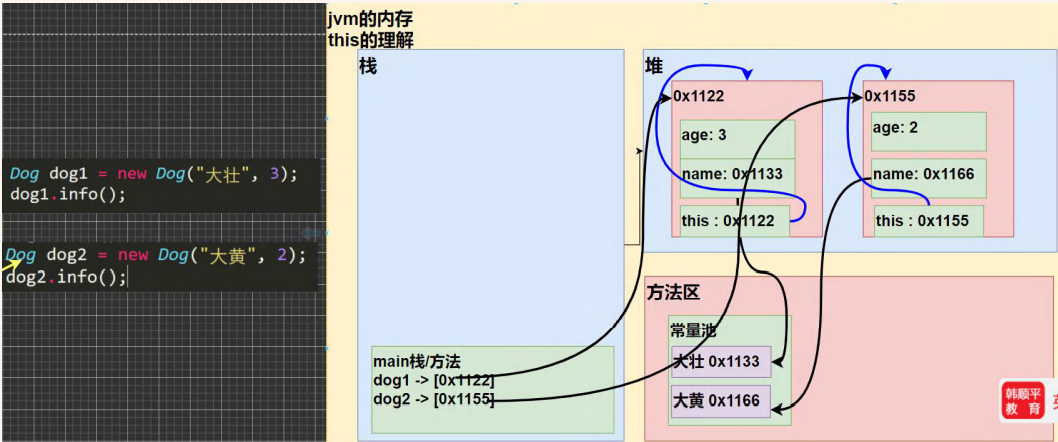 Dog dog1 = new Dog("大壮", 3);
dog1.info();
Dog dog2 = new Dog("大黄", 2);
dog2.info();
jvm的内存
this的理解
栈
main栈/方法
dog1 -> [0x1122]
dog2 -> [0x1155]
堆
0x1122
age: 3
name: 0x1133
this : 0x1122
0x1155
age: 2
name: 0x1166
this : 0x1155
方法区
常量池
大壮 0x1133
大黄 0x1166
韩顺平
教 育